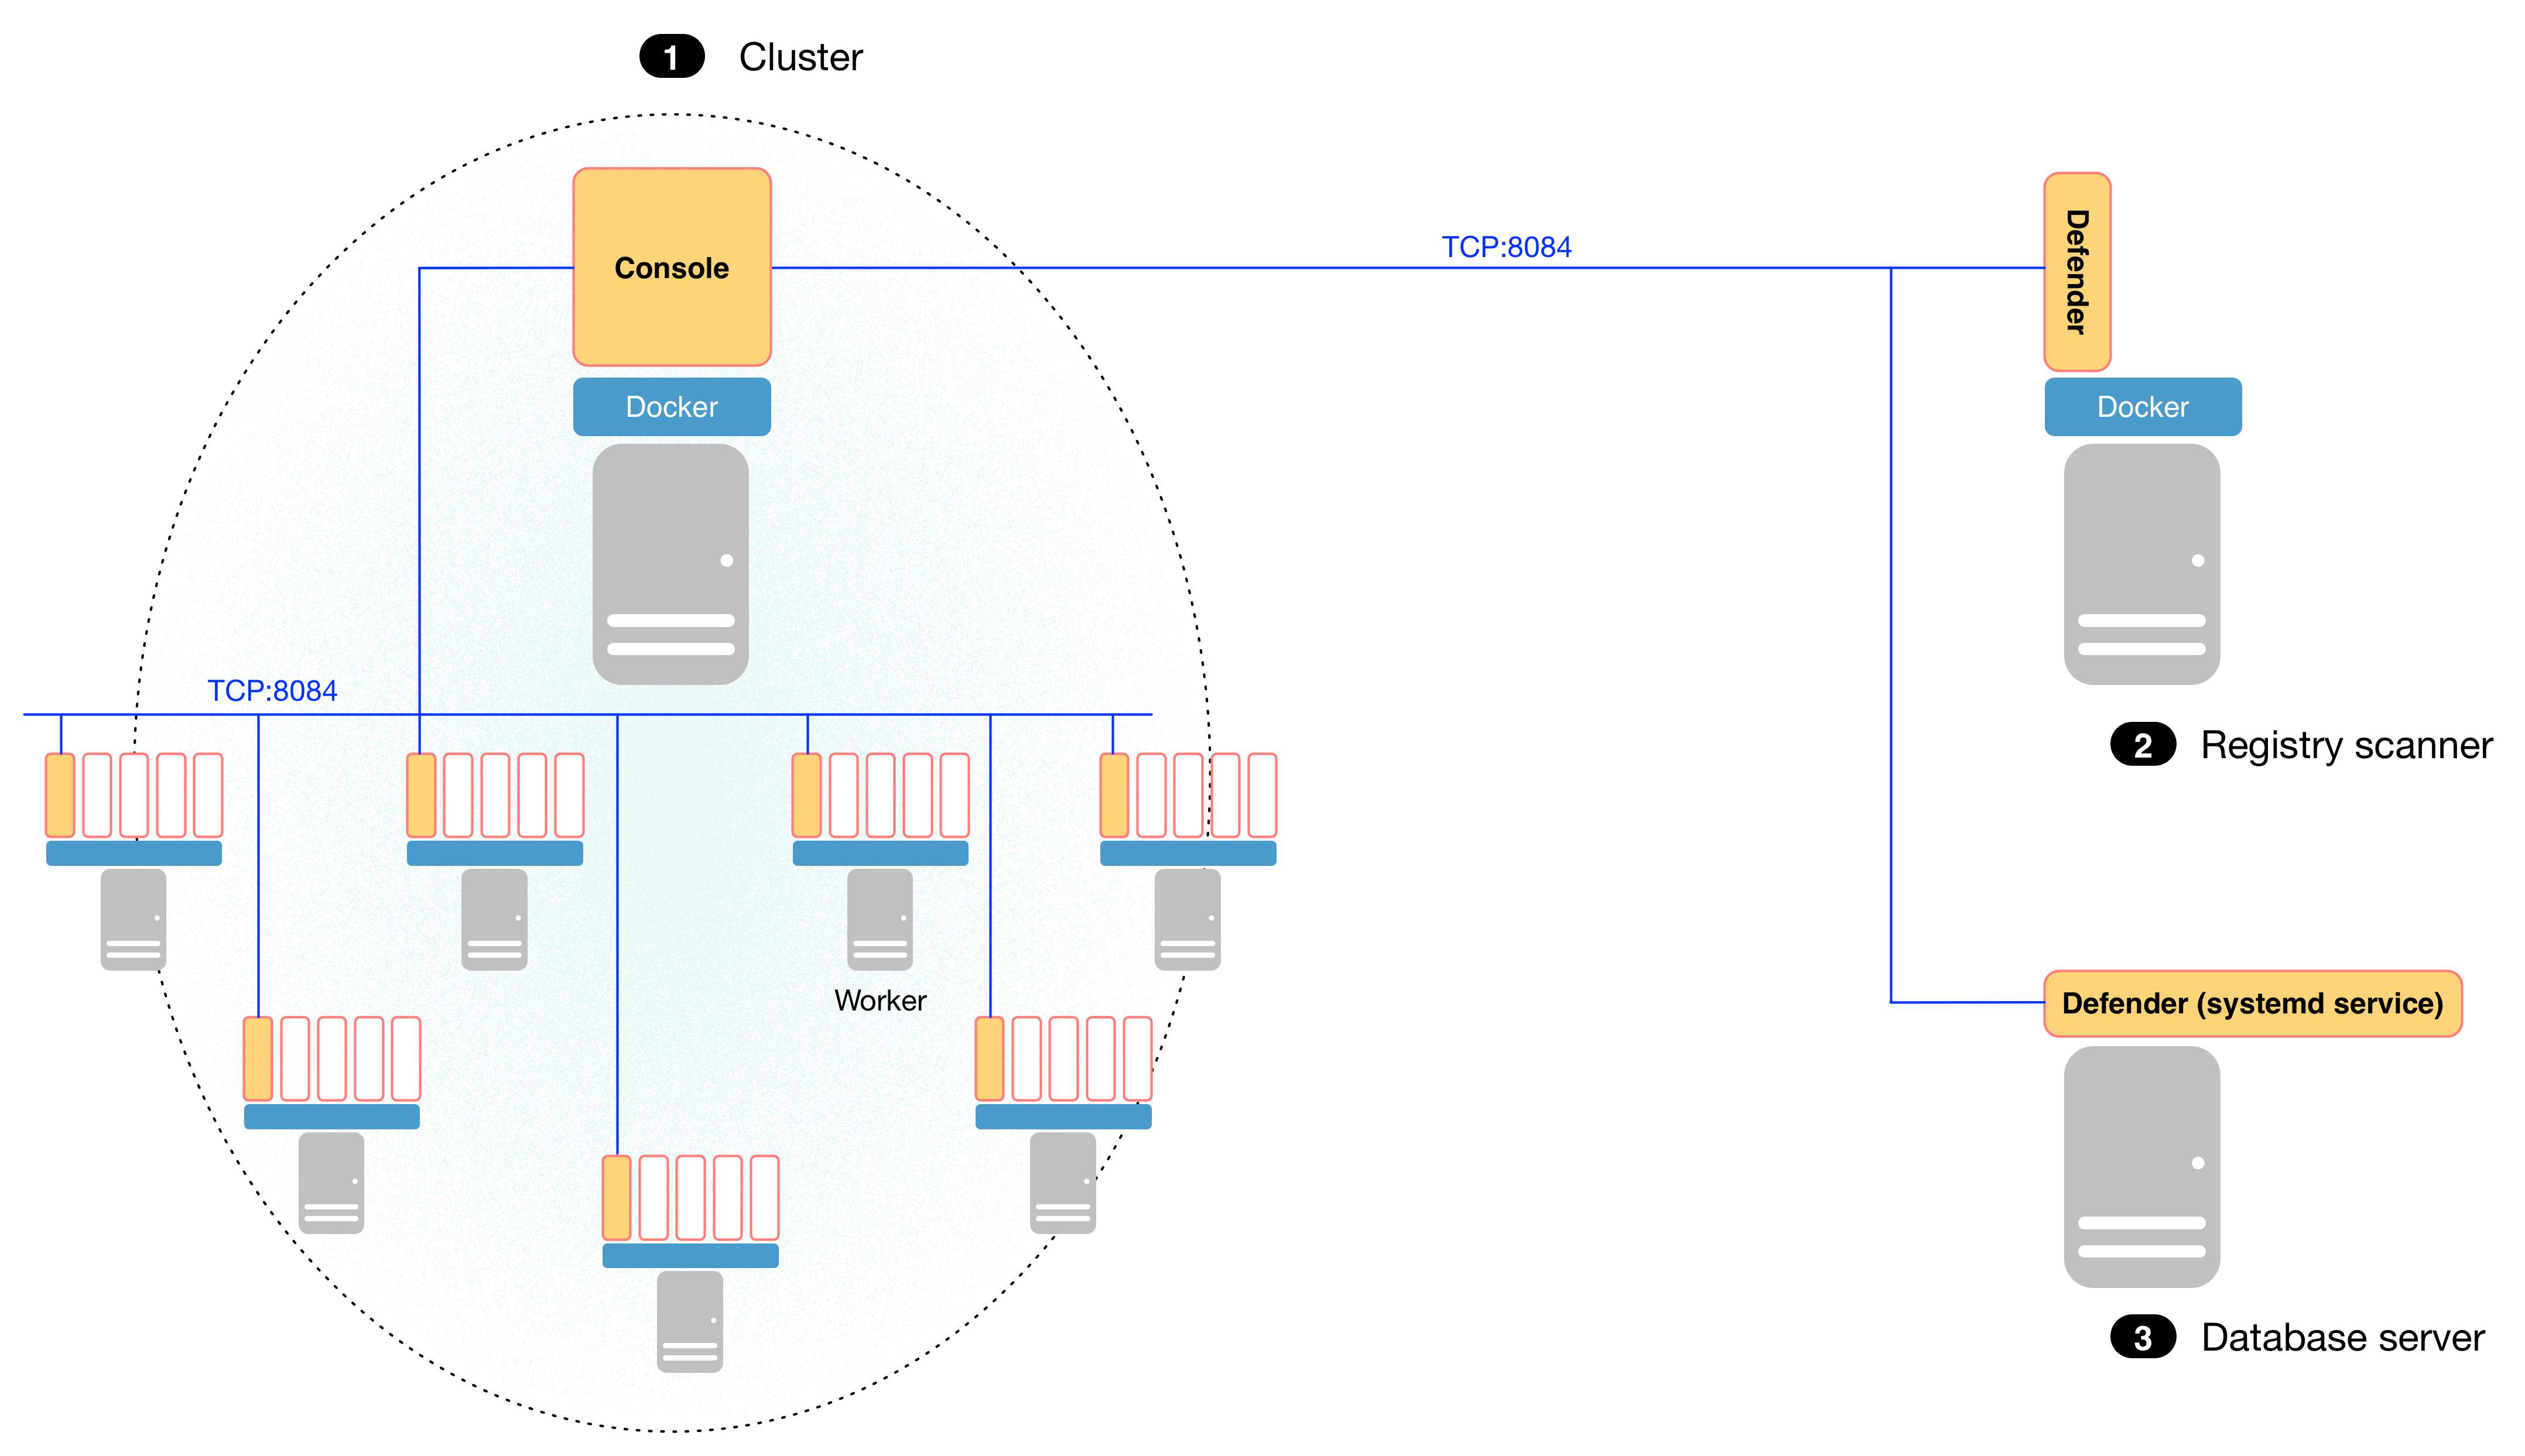 1 Cluster
Console
Docker
TCP:8084
Defender
Docker
TCP:8084
2 Registry scanner
Worker
Defender (systemd service)
3 Database server